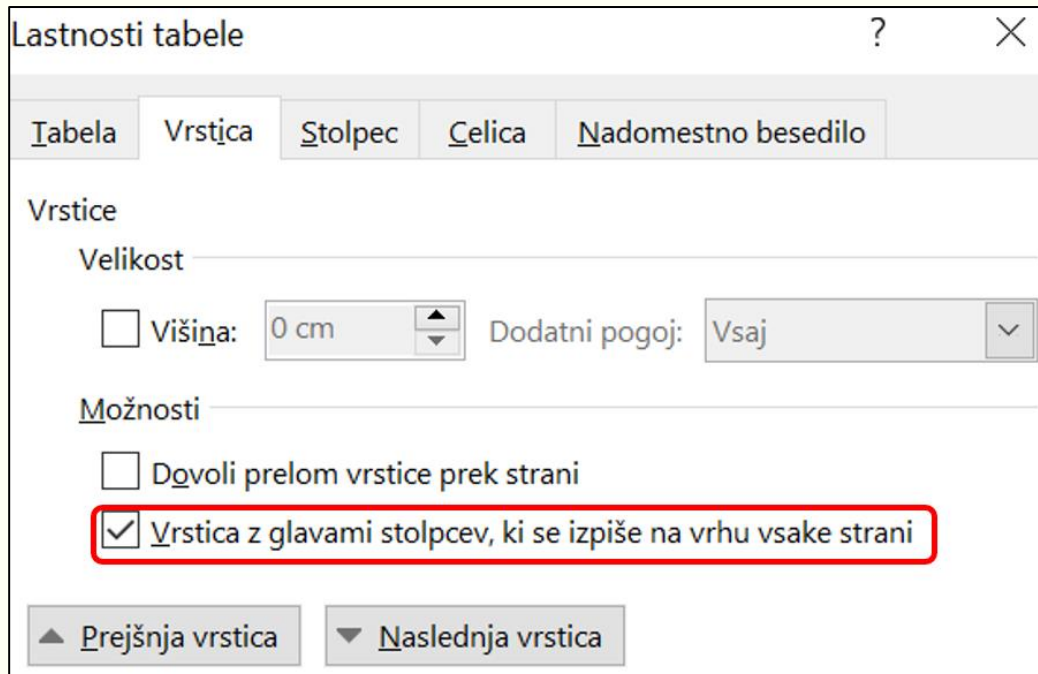 Lastnosti tabele ?
Tabela Vrstica Stolpec Celica Nadomestno besedilo
Vrstice
Velikost
Višina: 0 cm Dodatni pogoj: Vsaj
Možnosti
Dovoli prelom vrstice prek strani
Vrstica z glavami stolpcev, ki se izpiše na vrhu vsake strani
Prejšnja vrstica Naslednja vrstica